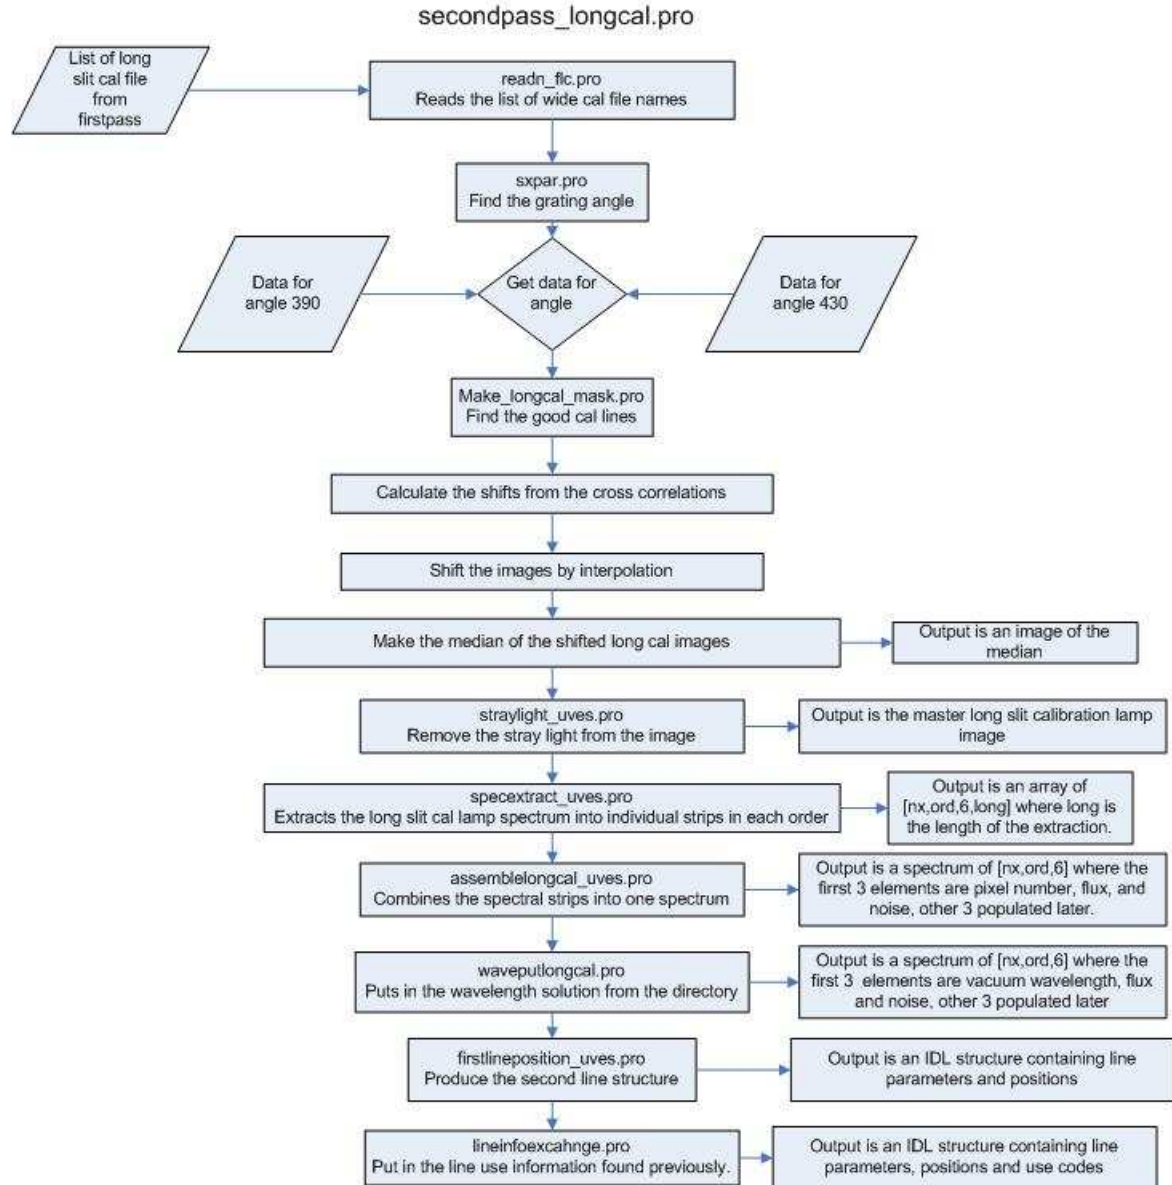 secondpass_longcal.pro
List of long
slit cal file
from
firstpass
readn_flc.pro
Reads the list of wide cal file names
sxpar.pro
Find the grating angle
Data for
angle 390
Get data for
angle
Data for
angle 430
Make_longcal_mask.pro
Find the good cal lines
Calculate the shifts from the cross correlations
Shift the images by interpolation
Make the median of the shifted long cal images
Output is an image of the
median
straylight_uves.pro
Remove the stray light from the image
Output is the master long slit calibration lamp
image
specextract_uves.pro
Extracts the long slit cal lamp spectrum into individual strips in each order
Output is an array of
[nx,ord,6,long] where long is
the length of the extraction.
assemblelongcal_uves.pro
Combines the spectral strips into one spectrum
Output is a spectrum of [nx,ord,6] where the
firrst 3 elements are pixel number, flux, and
noise, other 3 populated later.
waveputlongcal.pro
Puts in the wavelength solution from the directory
Output is a spectrum of [nx,ord,6] where the
first 3 elements are vacuum wavelength, flux
and noise, other 3 populated later
firstlineposition_uves.pro
Produce the second line structure
Output is an IDL structure containing line
parameters and positions
lineinfoexcahnge.pro
Put in the line use information found previously.
Output is an IDL structure containing line
parameters, positions and use codes